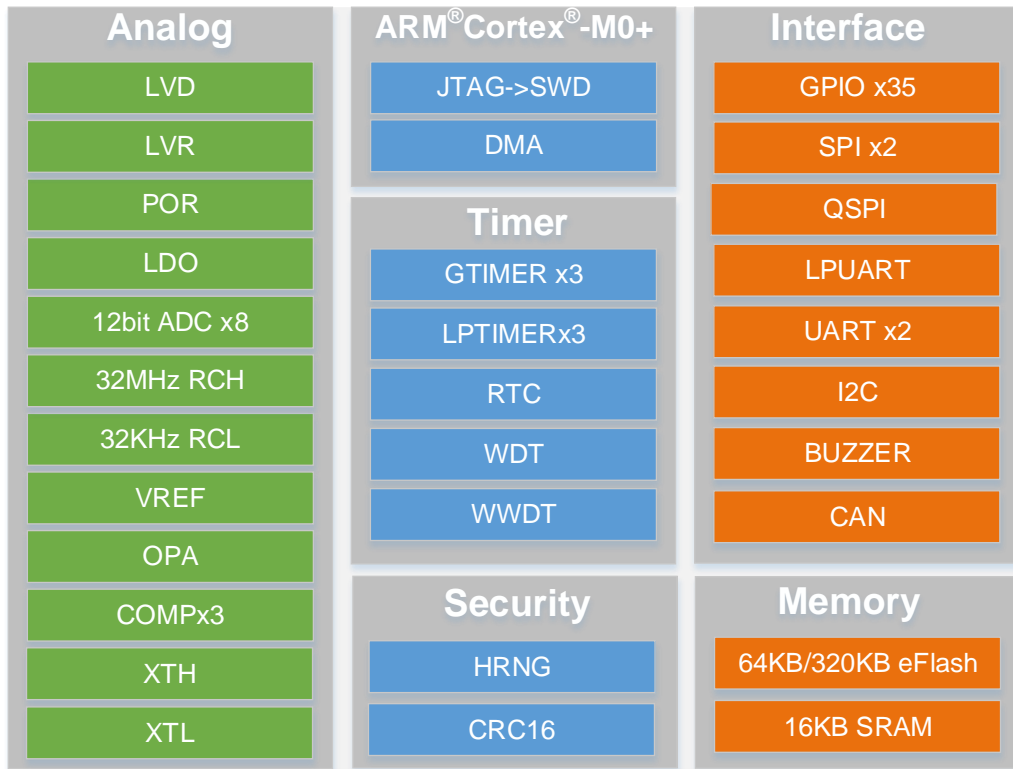 Analog
LVD
LVR
POR
LDO
12bit ADC x8
32MHz RCH
32KHz RCL
VREF
OPA
COMPx3
XTH
XTL
ARM®Cortex®-M0+
JTAG->SWD
DMA
Timer
GTIMER x3
LPTIMERx3
RTC
WDT
WWDT
Security
HRNG
CRC16
Interface
GPIO x35
SPI x2
QSPI
LPUART
UART x2
I2C
BUZZER
CAN
Memory
64KB/320KB eFlash
16KB SRAM